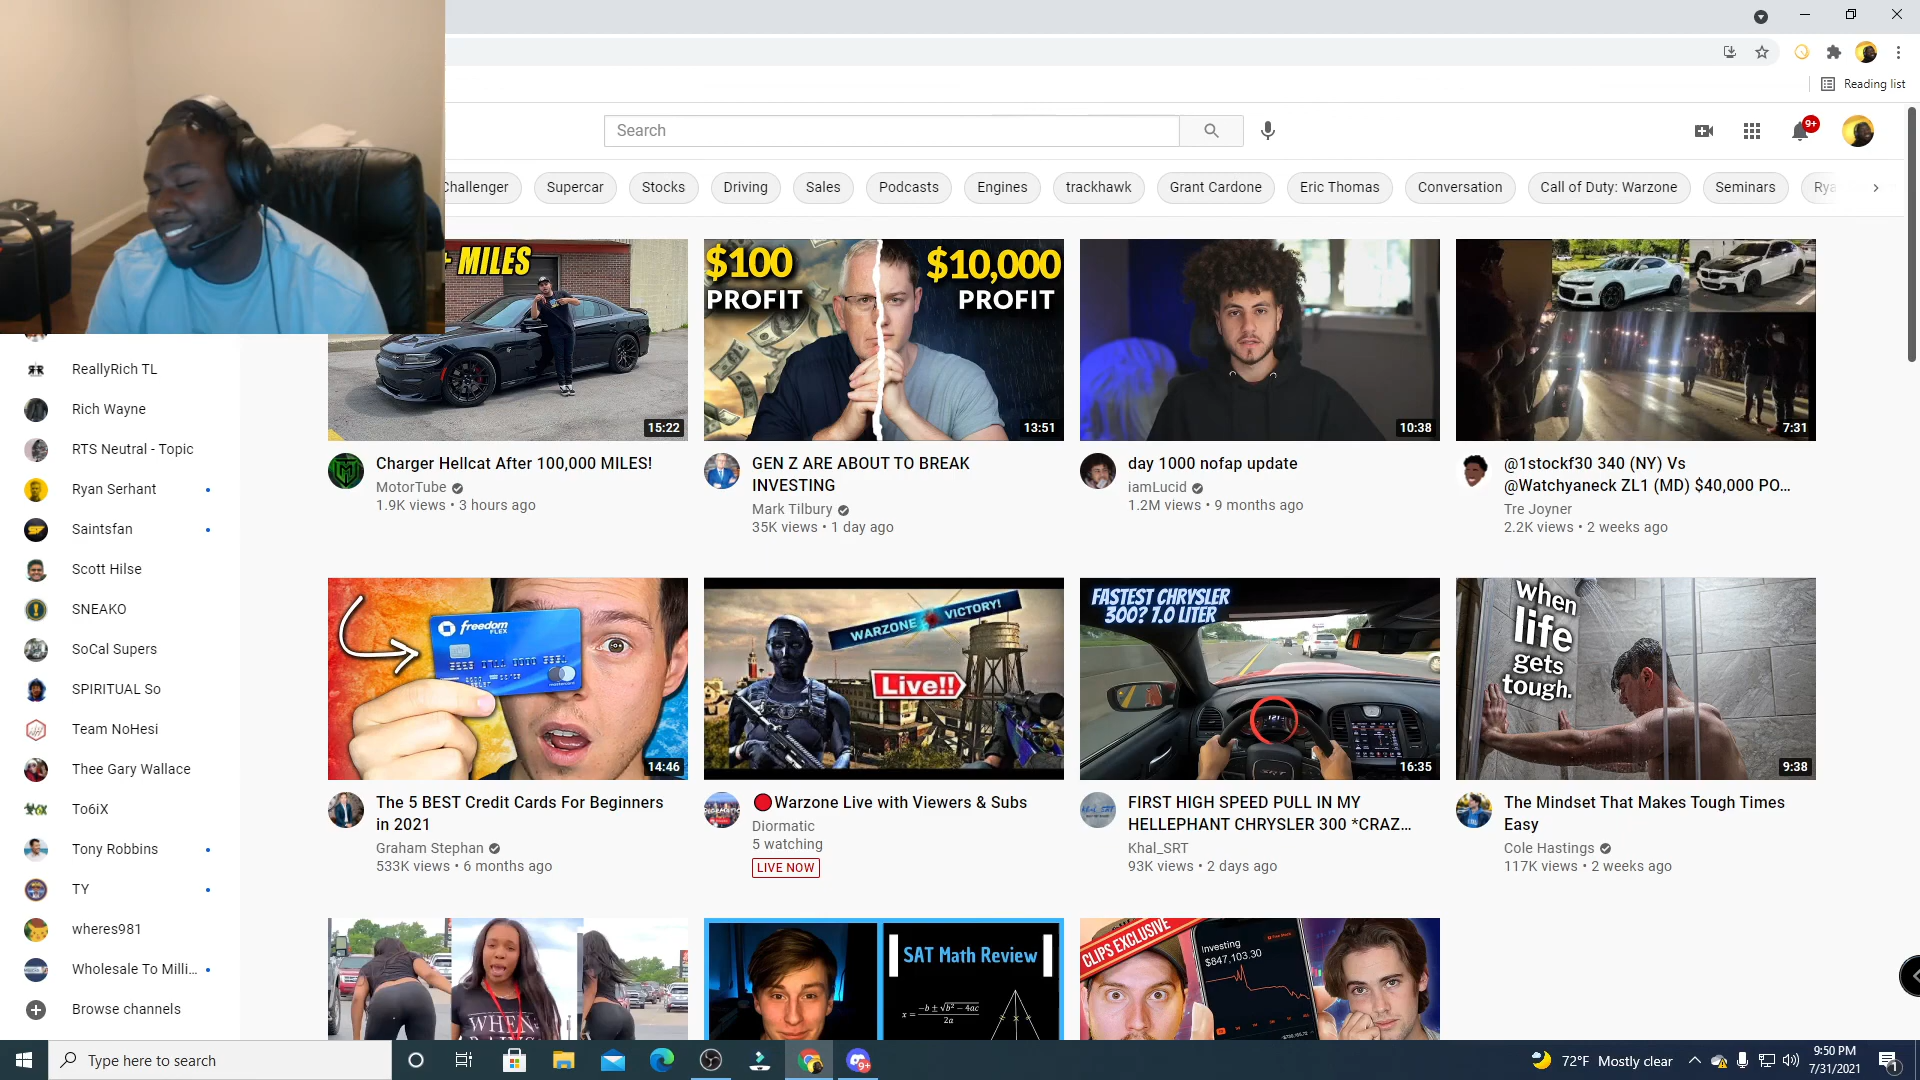 Reading list
Search
9+
Challenger
Supercar
Stocks
Driving
Sales
Podcasts
Engines
trackhawk
Grant Cardone
Eric Thomas
Conversation
Call of Duty: Warzone
Seminars
Rya
+ MILES
15:22
$100
PROFIT
$10,000
PROFIT
13:51
10:38
7:31
Charger Hellcat After 100,000 MILES!
MotorTube
1.9K views • 3 hours ago
GEN Z ARE ABOUT TO BREAK
INVESTING
Mark Tilbury
35K views • 1 day ago
day 1000 nofap update
iamLucid
1.2M views • 9 months ago
@1stockf30 340 (NY) Vs
@Watchyaneck ZL1 (MD) $40,000 PO...
Tre Joyner
2.2K views • 2 weeks ago
ReallyRich TL
Rich Wayne
RTS Neutral - Topic
Ryan Serhant
Saintsfan
Scott Hilse
SNEAKO
SoCal Supers
SPIRITUAL So
Team NoHesi
Thee Gary Wallace
To6iX
Tony Robbins
TY
wheres981
Wholesale To Milli...
Browse channels
freedom
FLEX
14:46
WARZONE VICTORY!
Live!!
FASTEST CHRYSLER
300? 7.0 LITER
121
SRT
16:35
when
life
gets
tough.
9:38
The 5 BEST Credit Cards For Beginners
in 2021
Graham Stephan
533K views • 6 months ago
Warzone Live with Viewers & Subs
Diormatic
5 watching
LIVE NOW
FIRST HIGH SPEED PULL IN MY
HELLEPHANT CHRYSLER 300 *CRAZ...
Khal_SRT
93K views • 2 days ago
The Mindset That Makes Tough Times
Easy
Cole Hastings
117K views • 2 weeks ago
WHEN
SAT Math Review
x = -b ± √b² - 4ac
2a
CLIPS EXCLUSIVE
Investing
$847,103.30
Type here to search
9+
72°F Mostly clear
9:50 PM
7/31/2021
1